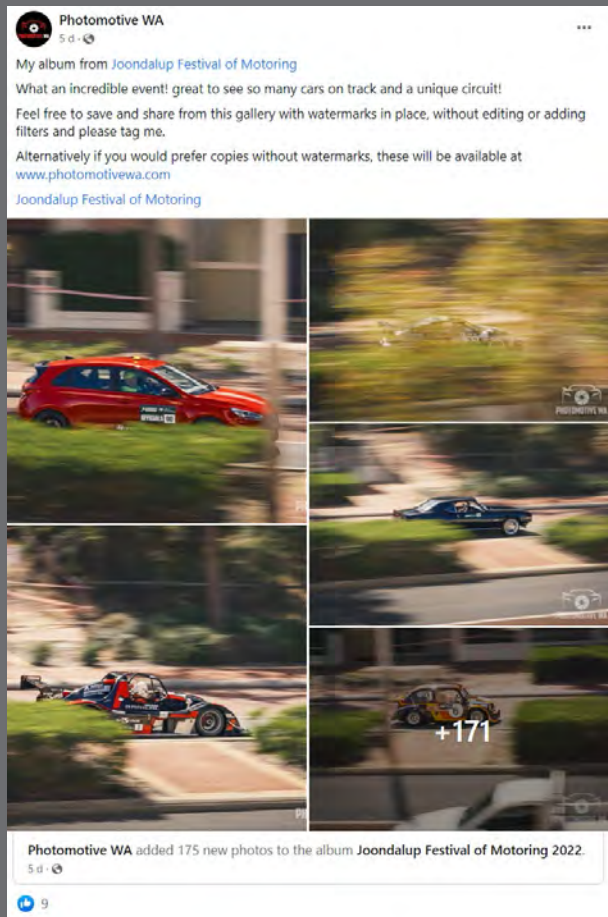 Photomotive WA
5 d ·
My album from Joondalup Festival of Motoring
What an incredible event! great to see so many cars on track and a unique circuit!
Feel free to save and share from this gallery with watermarks in place, without editing or adding
filters and please tag me.
Alternatively if you would prefer copies without watermarks, these will be available at
www.photomotivewa.com
Joondalup Festival of Motoring
PHOTOMOTIVE WA
PHOTOMOTIVE WA
+171
Photomotive WA added 175 new photos to the album Joondalup Festival of Motoring 2022.
5 d ·
9